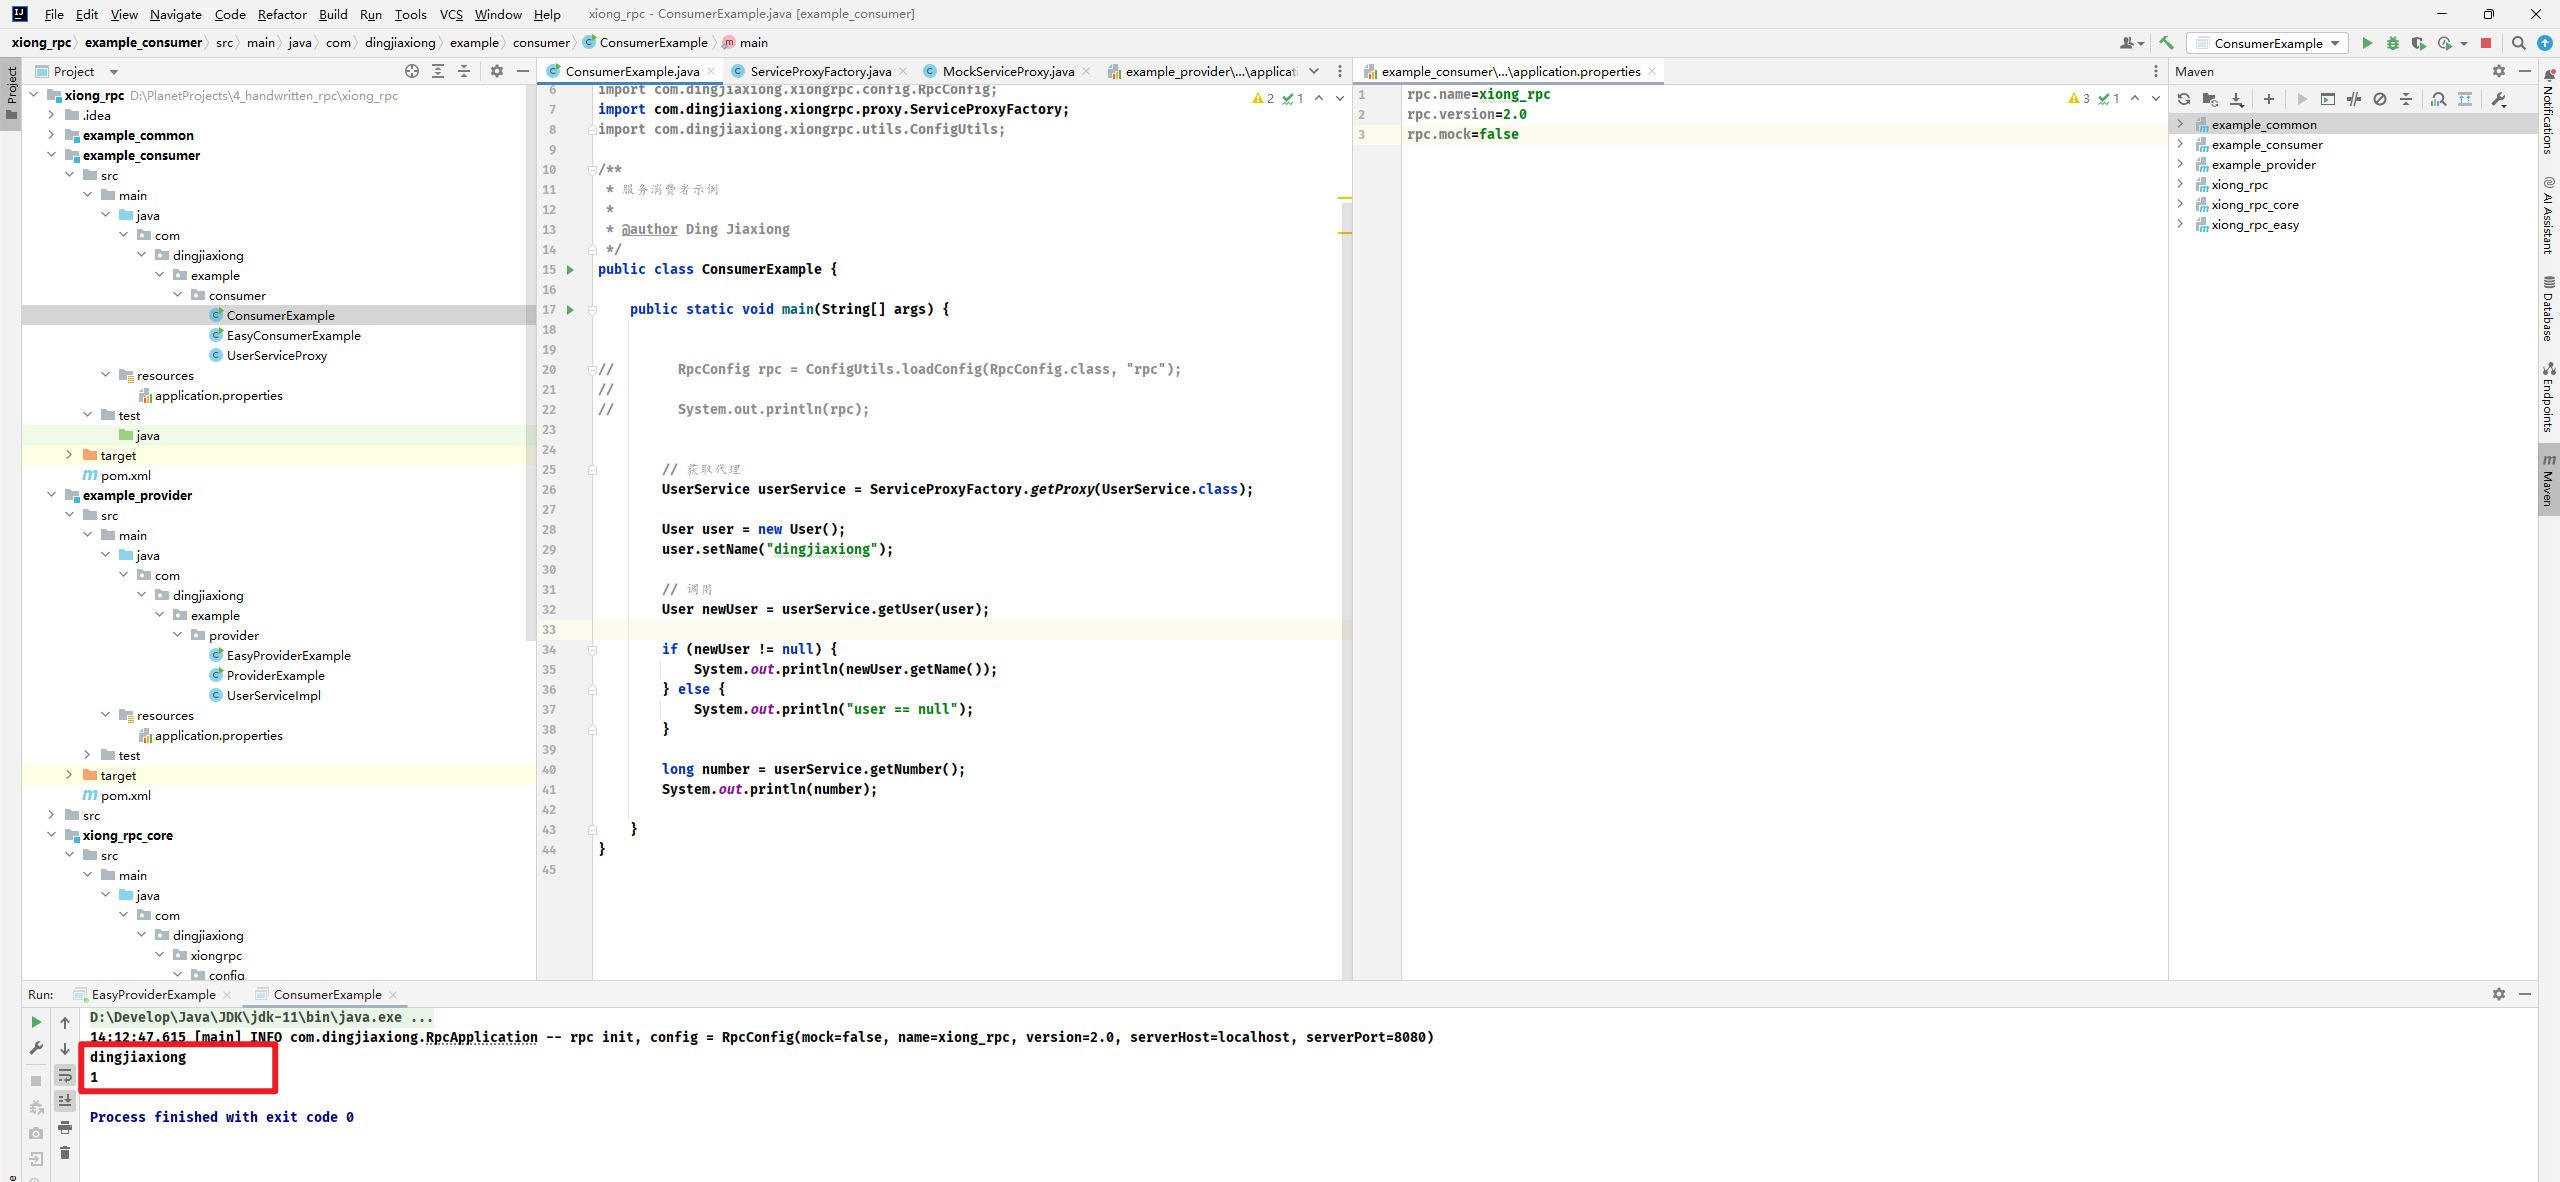 File Edit View Navigate Code Refactor Build Run Tools VCS Window Help xiong_rpc - ConsumerExample.java [example_consumer]
xiong_rpc example_consumer src main java com dingjiaxiong example consumer ConsumerExample main
ConsumerExample
Project
Project
xiong_rpc D:\PlanetProjects\4_handwritten_rpc\xiong_rpc
.idea
example_common
example_consumer
src
main
java
com
dingjiaxiong
example
consumer
ConsumerExample
EasyConsumerExample
UserServiceProxy
resources
application.properties
test
java
target
pom.xml
example_provider
src
main
java
com
dingjiaxiong
example
provider
EasyProviderExample
ProviderExample
UserServiceImpl
resources
application.properties
test
target
pom.xml
src
xiong_rpc_core
src
main
java
com
dingjiaxiong
xiongrpc
config
ConsumerExample.java ServiceProxyFactory.java MockServiceProxy.java example_provider\...\applicati
2 1
6 import com.dingjiaxiong.xiongrpc.config.RpcConfig;
7 import com.dingjiaxiong.xiongrpc.proxy.ServiceProxyFactory;
8 import com.dingjiaxiong.xiongrpc.utils.ConfigUtils;
9
10 /**
11 * 服务消费者示例
12 *
13 * @author Ding Jiaxiong
14 */
15 public class ConsumerExample {
16
17 public static void main(String[] args) {
18
19
20 // RpcConfig rpc = ConfigUtils.loadConfig(RpcConfig.class, "rpc");
21 //
22 // System.out.println(rpc);
23
24
25 // 获取代理
26 UserService userService = ServiceProxyFactory.getProxy(UserService.class);
27
28 User user = new User();
29 user.setName("dingjiaxiong");
30
31 // 调用
32 User newUser = userService.getUser(user);
33
34 if (newUser != null) {
35 System.out.println(newUser.getName());
36 } else {
37 System.out.println("user == null");
38 }
39
40 long number = userService.getNumber();
41 System.out.println(number);
42
43 }
44 }
45
example_consumer\...\application.properties
3 1
1 rpc.name=xiong_rpc
2 rpc.version=2.0
3 rpc.mock=false
Maven
example_common
example_consumer
example_provider
xiong_rpc
xiong_rpc_core
xiong_rpc_easy
Notifications
AI Assistant
Database
Endpoints
Maven
Run: EasyProviderExample ConsumerExample
D:\Develop\Java\JDK\jdk-11\bin\java.exe ...
14:12:47.615 [main] INFO com.dingjiaxiong.RpcApplication -- rpc init, config = RpcConfig(mock=false, name=xiong_rpc, version=2.0, serverHost=localhost, serverPort=8080)
dingjiaxiong
1
Process finished with exit code 0